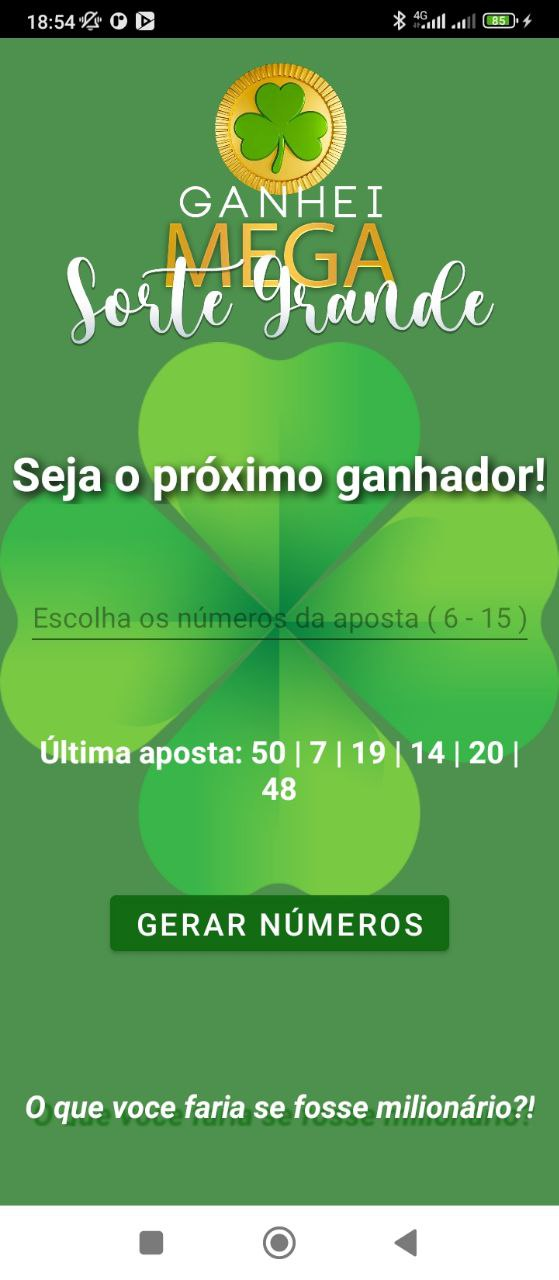 18:54
4G
85
GANHEI
MEGA
Sorte Grande
Seja o próximo ganhador!
Escolha os números da aposta ( 6 - 15 )
Última aposta: 50 | 7 | 19 | 14 | 20 |
48
GERAR NÚMEROS
O que voce faria se fosse milionário?!